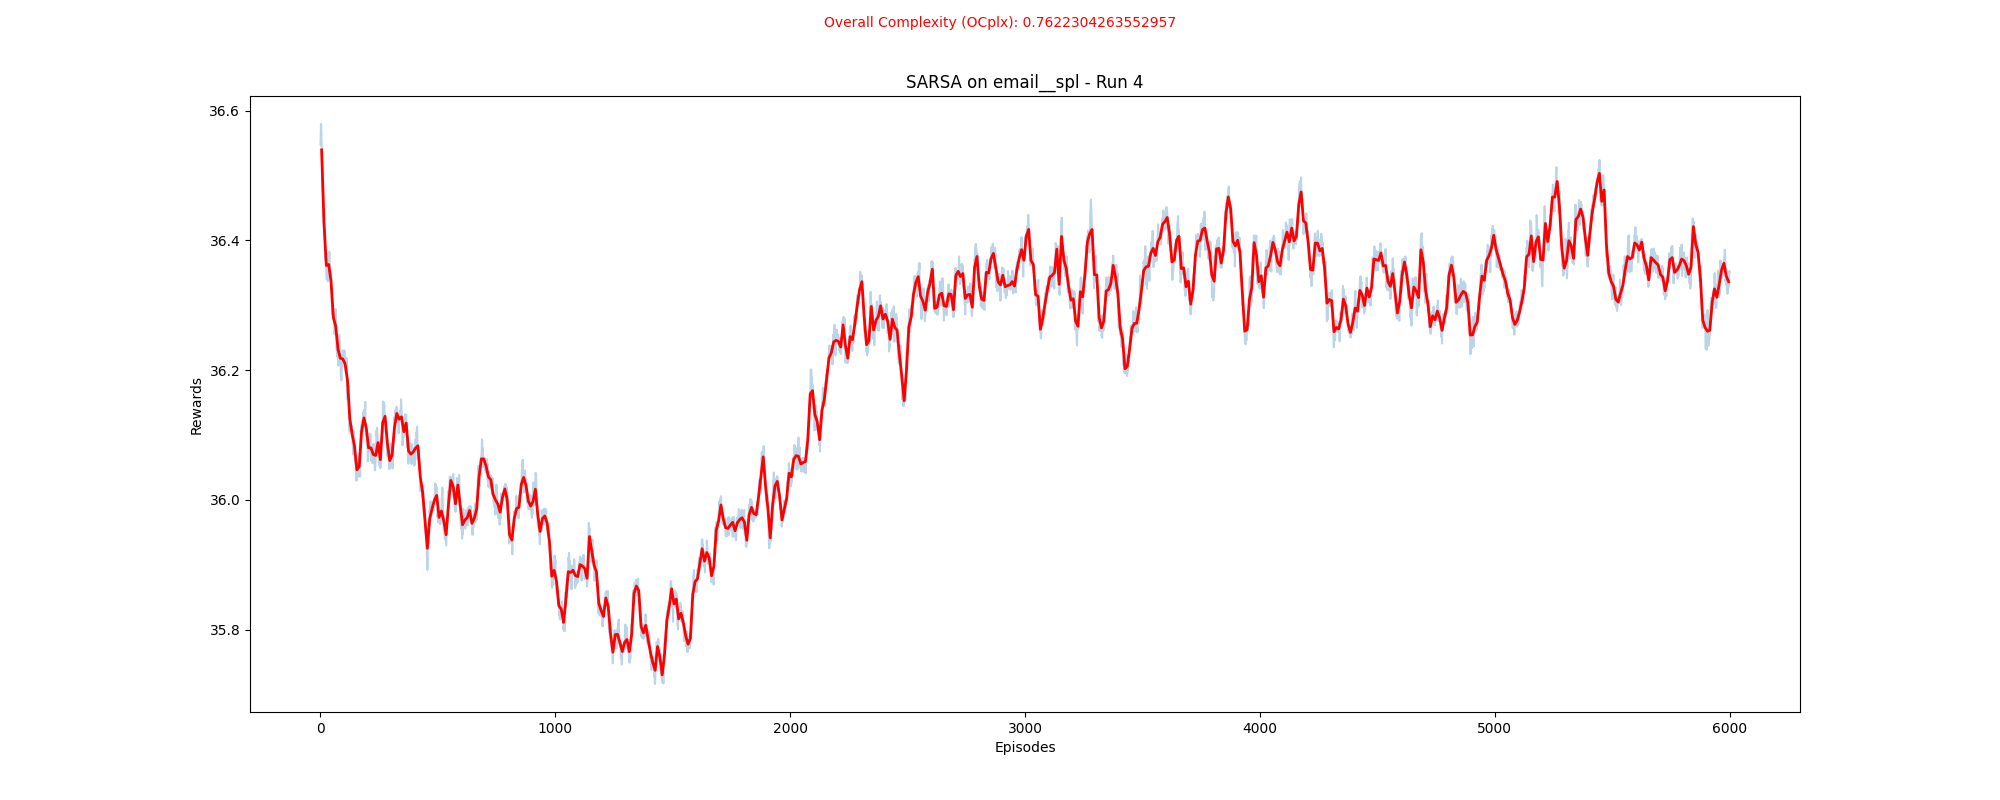 Overall Complexity (OCplx): 0.7622304263552957
SARSA on email__spl - Run 4
36.6
36.4
36.2
36.0
35.8
Rewards
0 1000 2000 3000 4000 5000 6000
Episodes